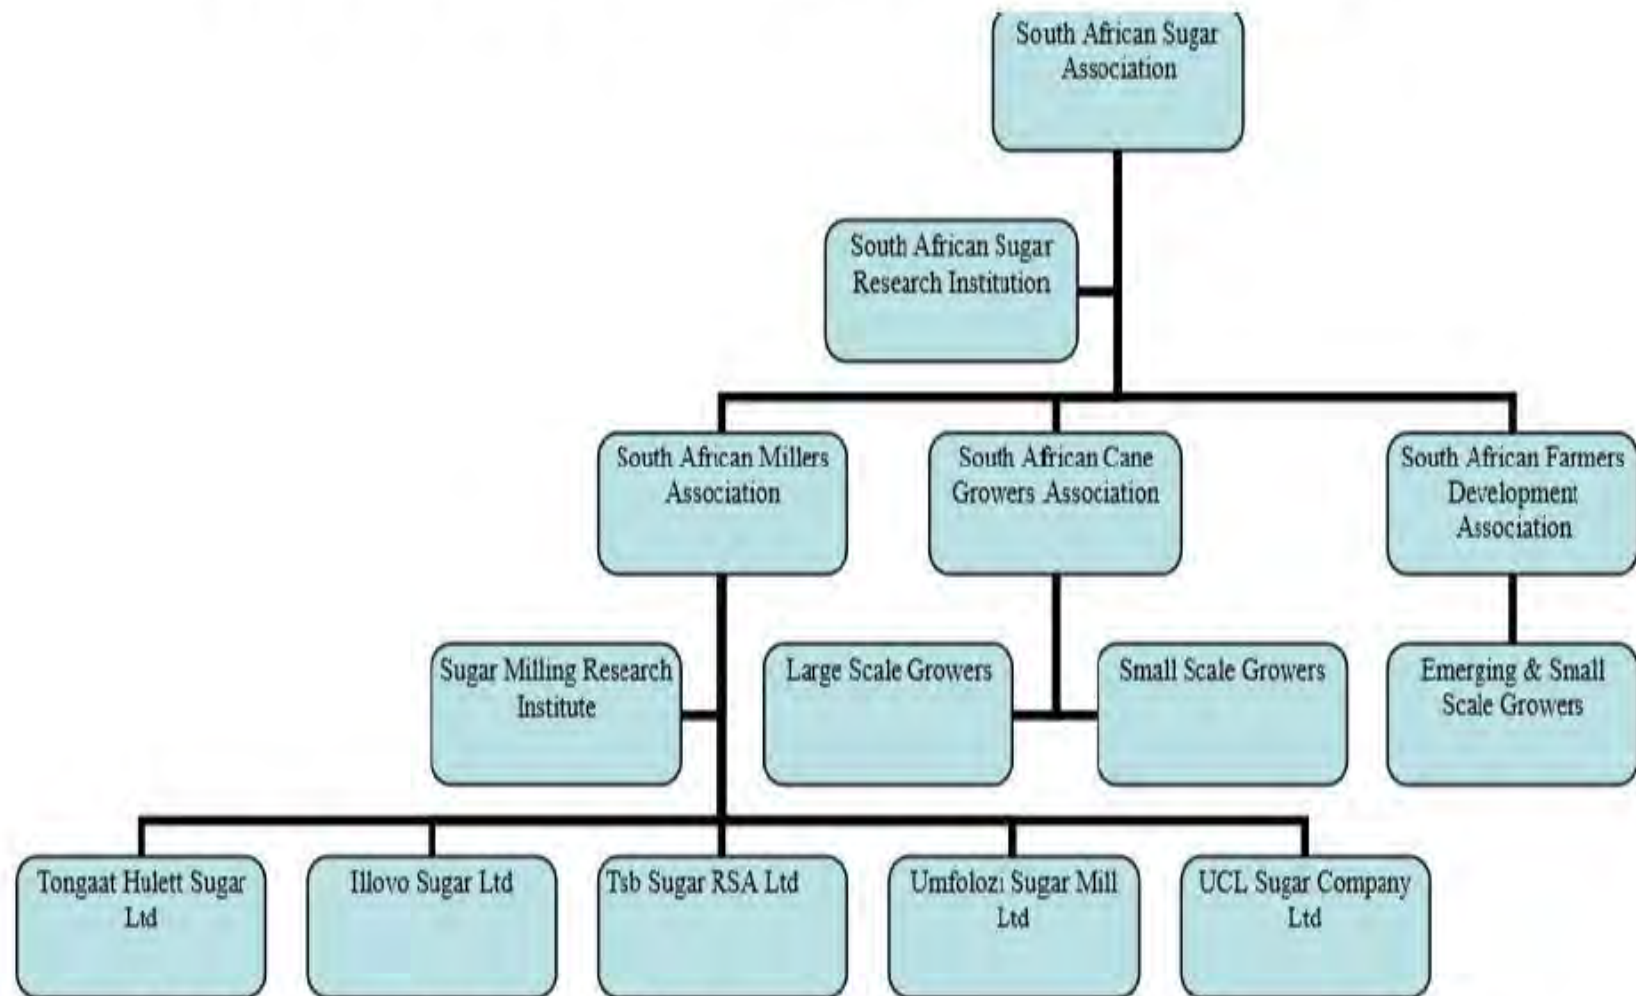 South African Sugar
Association
South African Sugar
Research Institution
South African Millers
Association
South African Cane
Growers Association
South African Farmers
Development
Association
Sugar Milling Research
Institute
Large Scale Growers
Small Scale Growers
Emerging & Small
Scale Growers
Tongaat Hulett Sugar
Ltd
Illovo Sugar Ltd
Tsb Sugar RSA Ltd
Umfolozi Sugar Mill
Ltd
UCL Sugar Company
Ltd